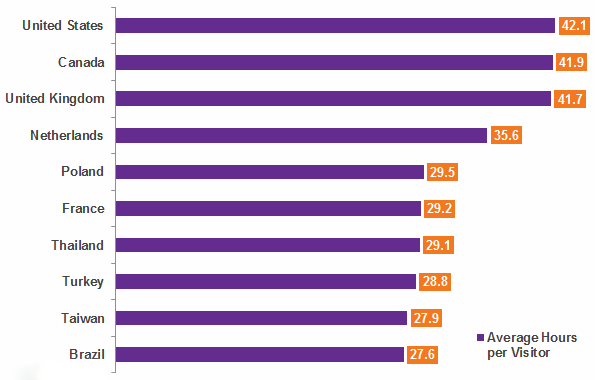 United States 42.1
Canada 41.9
United Kingdom 41.7
Netherlands 35.6
Poland 29.5
France 29.2
Thailand 29.1
Turkey 28.8
Taiwan 27.9
Brazil 27.6
Average Hours
per Visitor